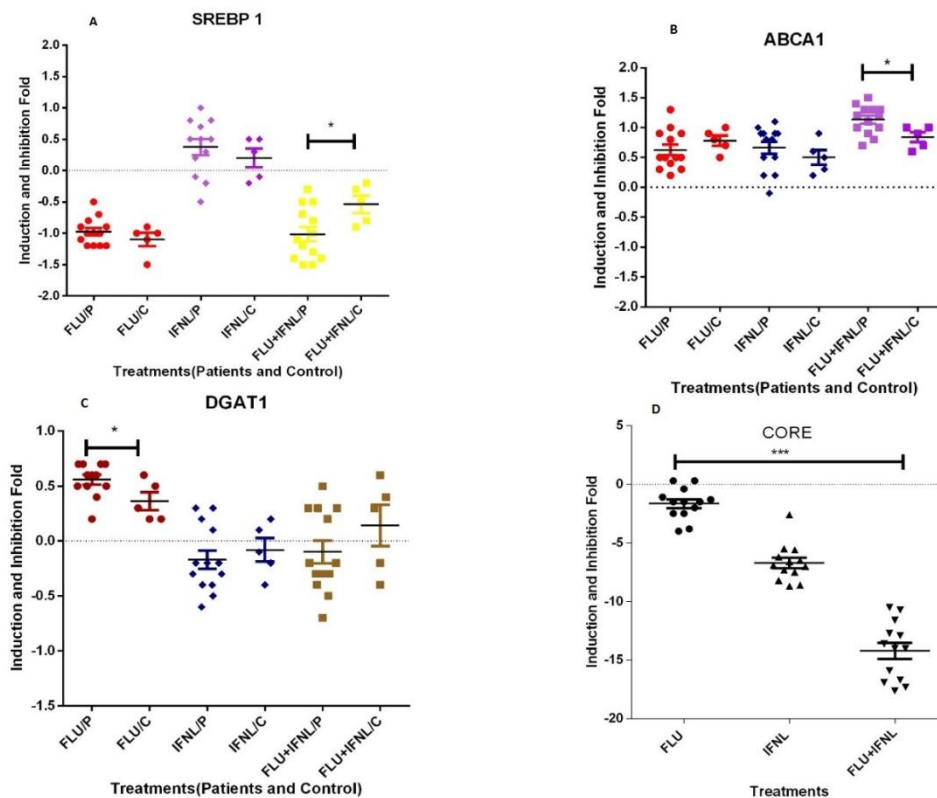 A
SREBP 1
Induction and Inhibition Fold
2.0
1.5
1.0
0.5
0.0
-0.5
-1.0
-1.5
-2.0
*
FLU/P
FLU/C
IFNL/P
IFNL/C
FLU+IFNL/P
FLU+IFNL/C
Treatments(Patients and Control)
B
ABCA1
Induction and Inhibition Fold
2.0
1.5
1.0
0.5
0.0
-0.5
-1.0
-1.5
-2.0
*
FLU/P
FLU/C
IFNL/P
IFNL/C
FLU+IFNL/P
FLU+IFNL/C
Treatments(Patients and Control)
C
DGAT1
Induction and Inhibition Fold
1.0
0.5
0.0
-0.5
-1.0
-1.5
*
FLU/P
FLU/C
IFNL/P
IFNL/C
FLU+IFNL/P
FLU+IFNL/C
Treatments(Patients and Control)
D
CORE
Induction and Inhibition Fold
5
0
-5
-10
-15
-20
***
FLU
IFNL
FLU+IFNL
Treatments